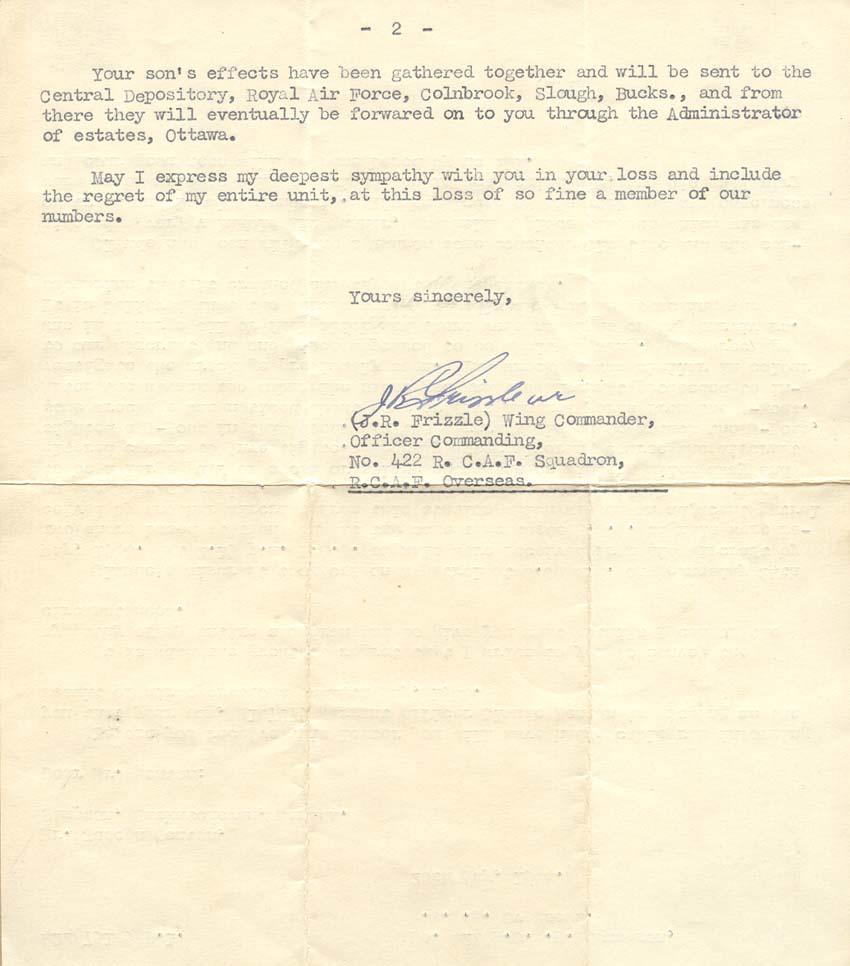 - 2 -
Your son's effects have been gathered together and will be sent to the
Central Depository, Royal Air Force, Colnbrook, Slough, Bucks., and from
there they will eventually be forwared on to you through the Administrator
of estates, Ottawa.
May I express my deepest sympathy with you in your loss and include
the regret of my entire unit, at this loss of so fine a member of our
numbers.
Yours sincerely,
(J.R. Frizzle) Wing Commander,
Officer Commanding,
No. 422 R. C.A.F. Squadron,
R.C.A.F. Overseas.